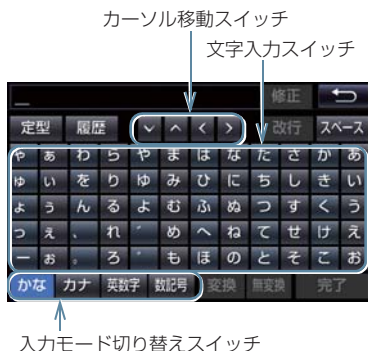 カーソル移動スイッチ
文字入力スイッチ
修正
定型 履歴 改行 スペース
ゃ ぁ わ ら や ま は な た さ か あ
ゅ ぃ を り ゆ み ひ に ち し き い
ょ ぅ ん る よ む ふ ぬ つ す く う
っ ぇ 、 れ ゛ め へ ね て せ け え
ー ぉ 。 ろ ゜ も ほ の と そ こ お
かな カナ 英数字 数記号 変換 無変換 完了
入力モード切り替えスイッチ